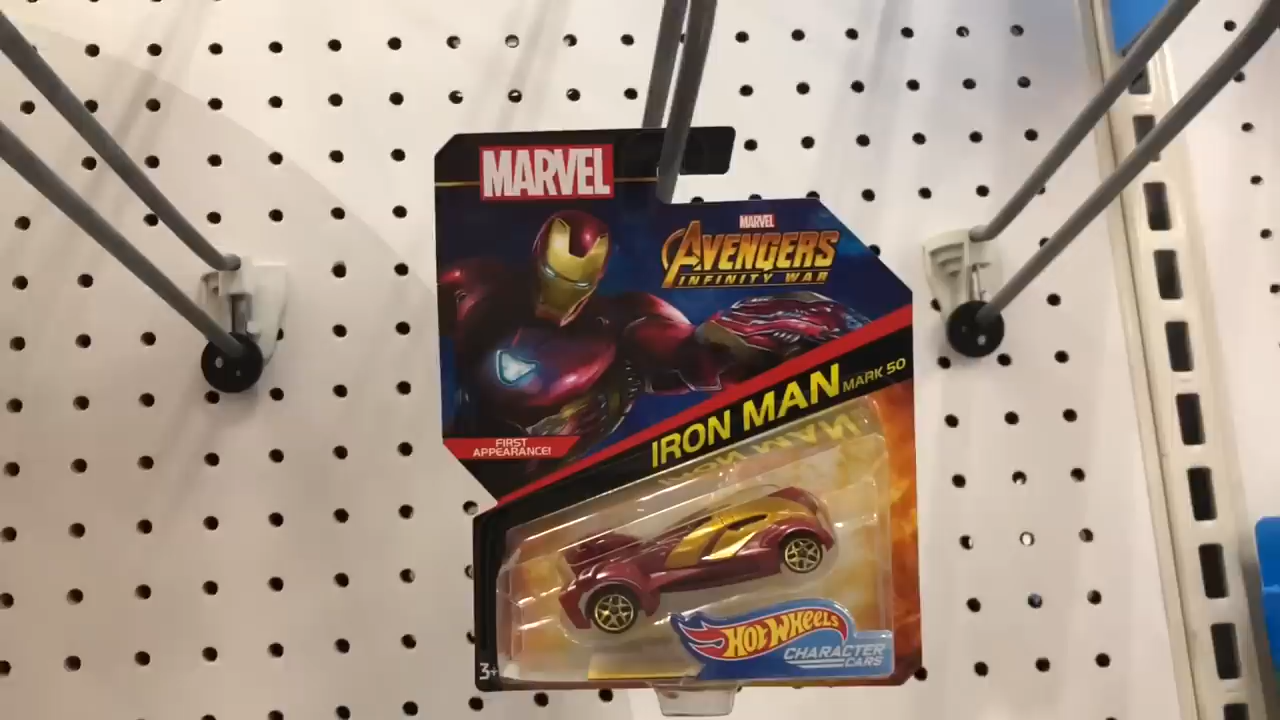 MARVEL
MARVEL
AVENGERS
INFINITY WAR
IRON MAN MARK 50
FIRST
APPEARANCE!
HOT WHEELS
CHARACTER
CARS
3+